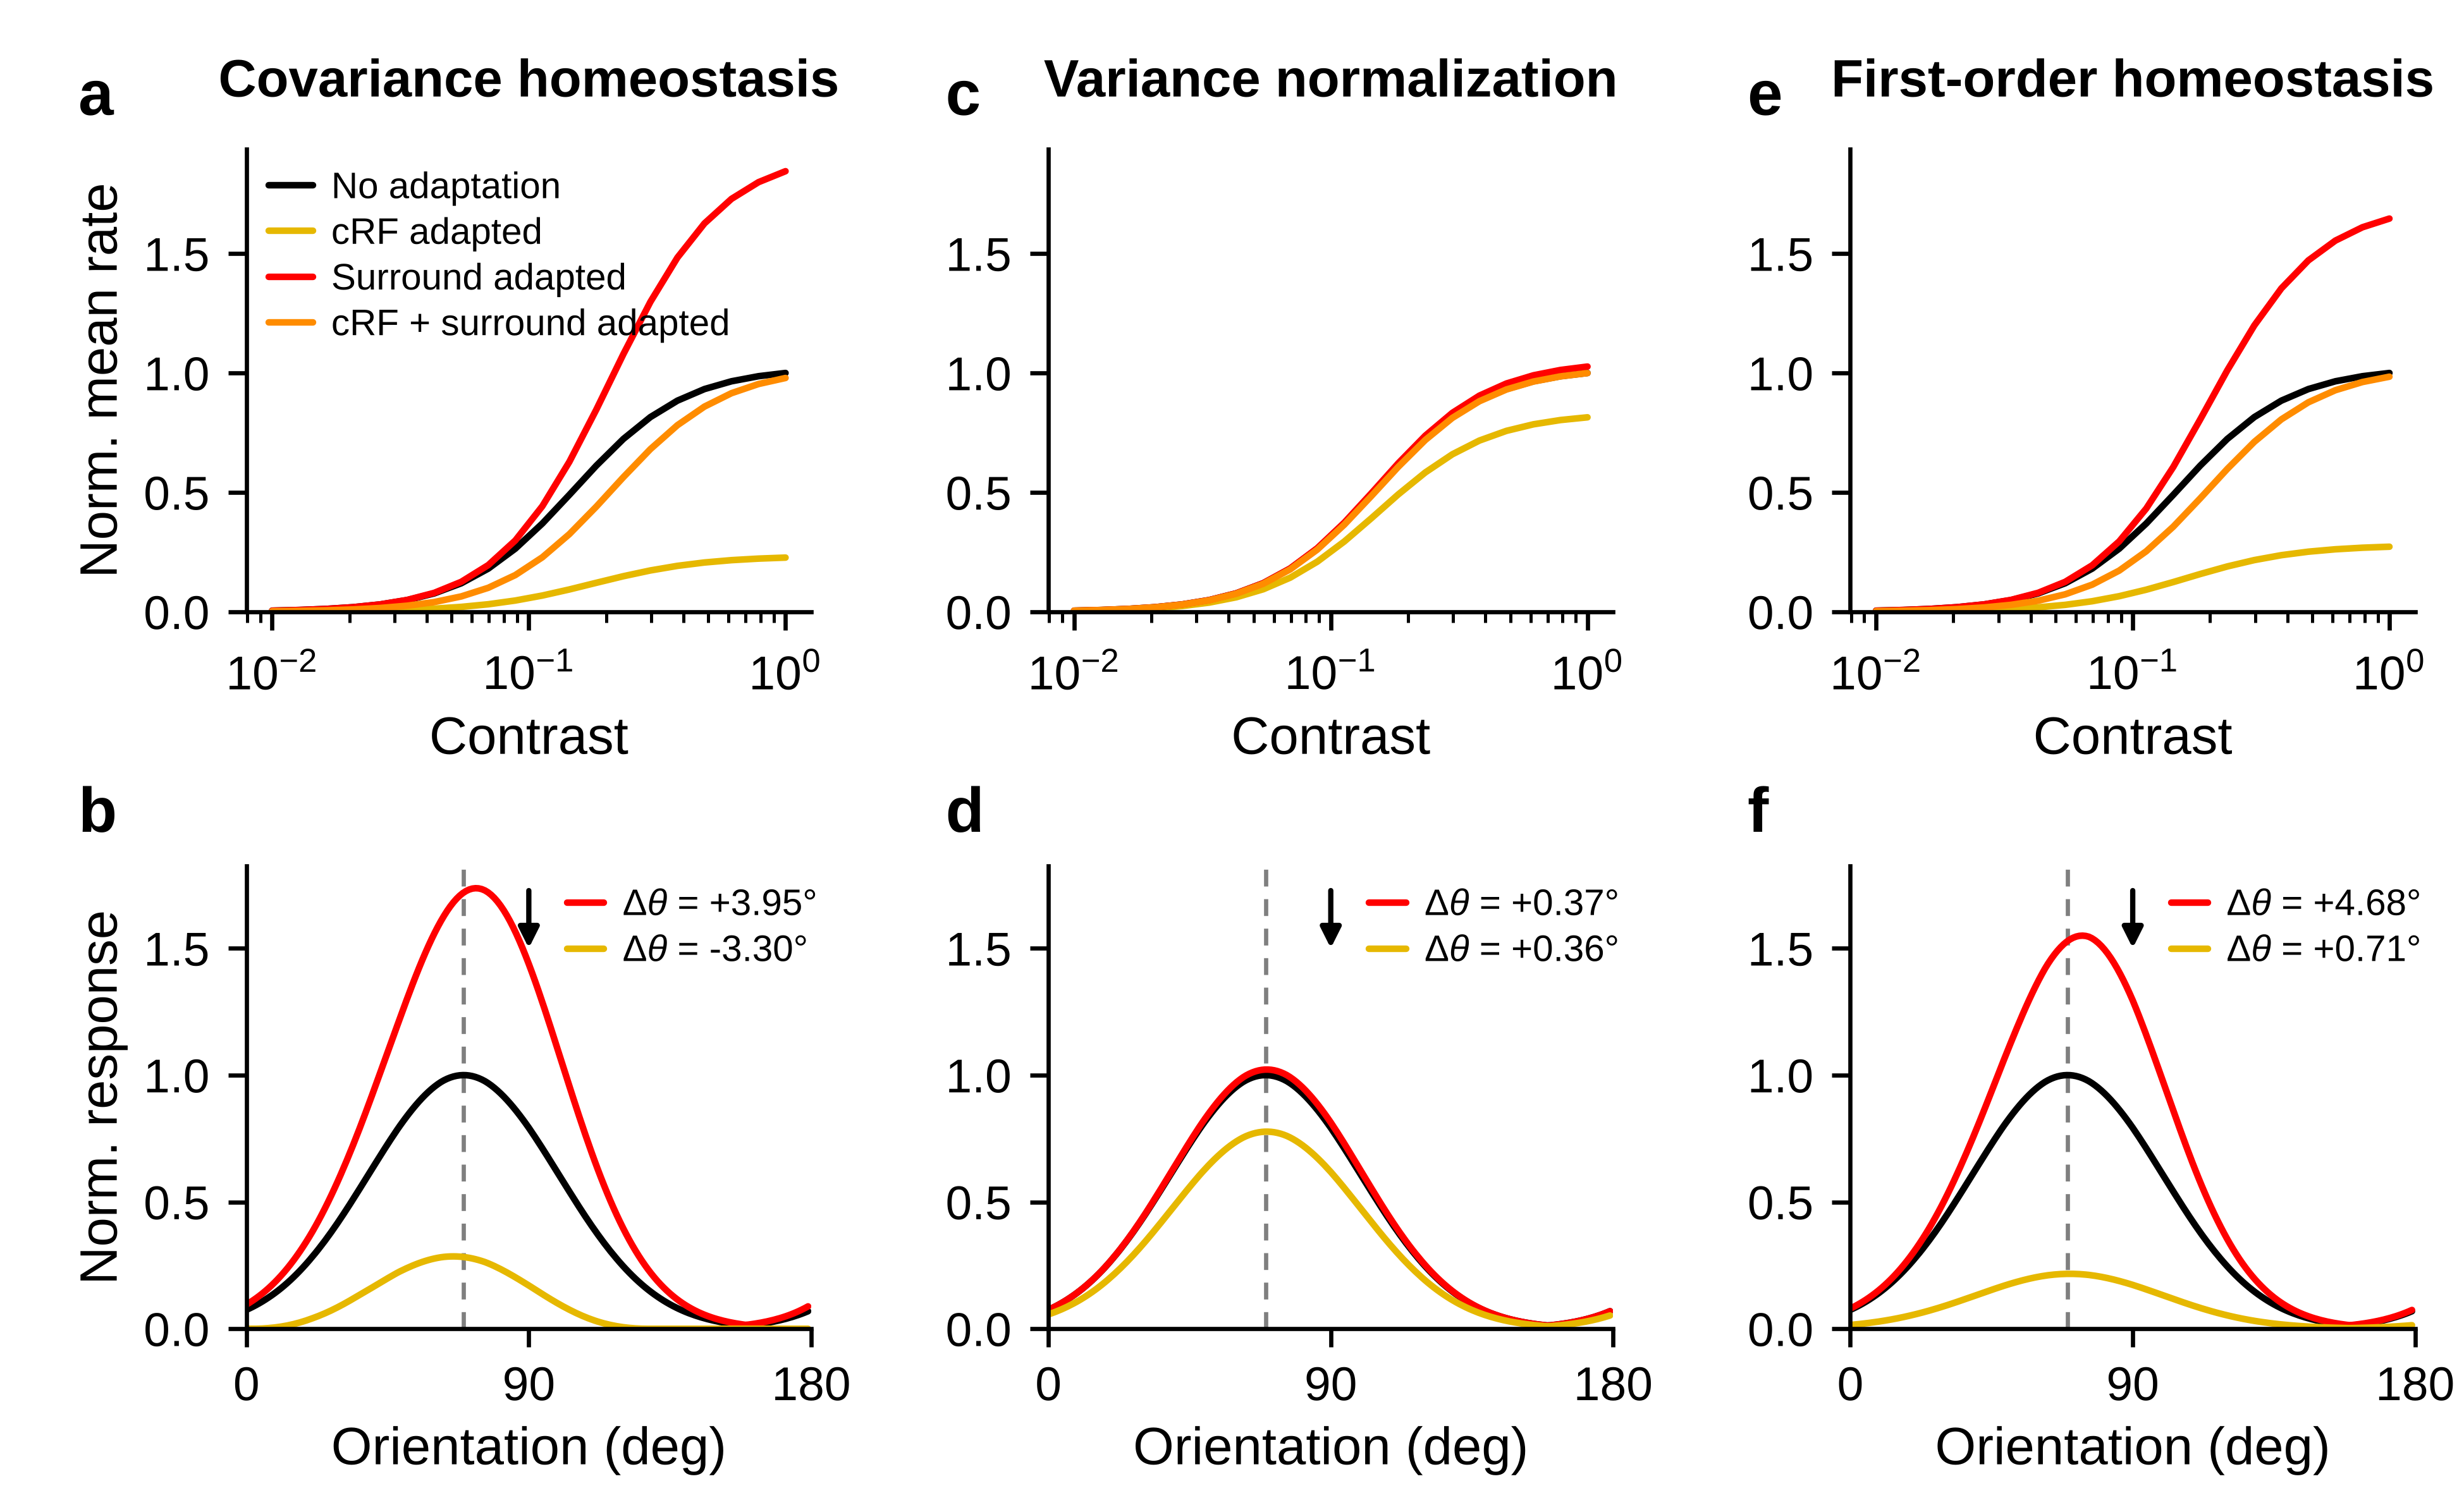 a Covariance homeostasis
Norm. mean rate
1.5
1.0
0.5
0.0
No adaptation
cRF adapted
Surround adapted
cRF + surround adapted
10⁻² 10⁻¹ 10⁰
Contrast
c Variance normalization
1.5
1.0
0.5
0.0
10⁻² 10⁻¹ 10⁰
Contrast
e First-order homeostasis
1.5
1.0
0.5
0.0
10⁻² 10⁻¹ 10⁰
Contrast
b
Norm. response
1.5
1.0
0.5
0.0
Δθ = +3.95°
Δθ = -3.30°
0 90 180
Orientation (deg)
d
1.5
1.0
0.5
0.0
Δθ = +0.37°
Δθ = +0.36°
0 90 180
Orientation (deg)
f
1.5
1.0
0.5
0.0
Δθ = +4.68°
Δθ = +0.71°
0 90 180
Orientation (deg)